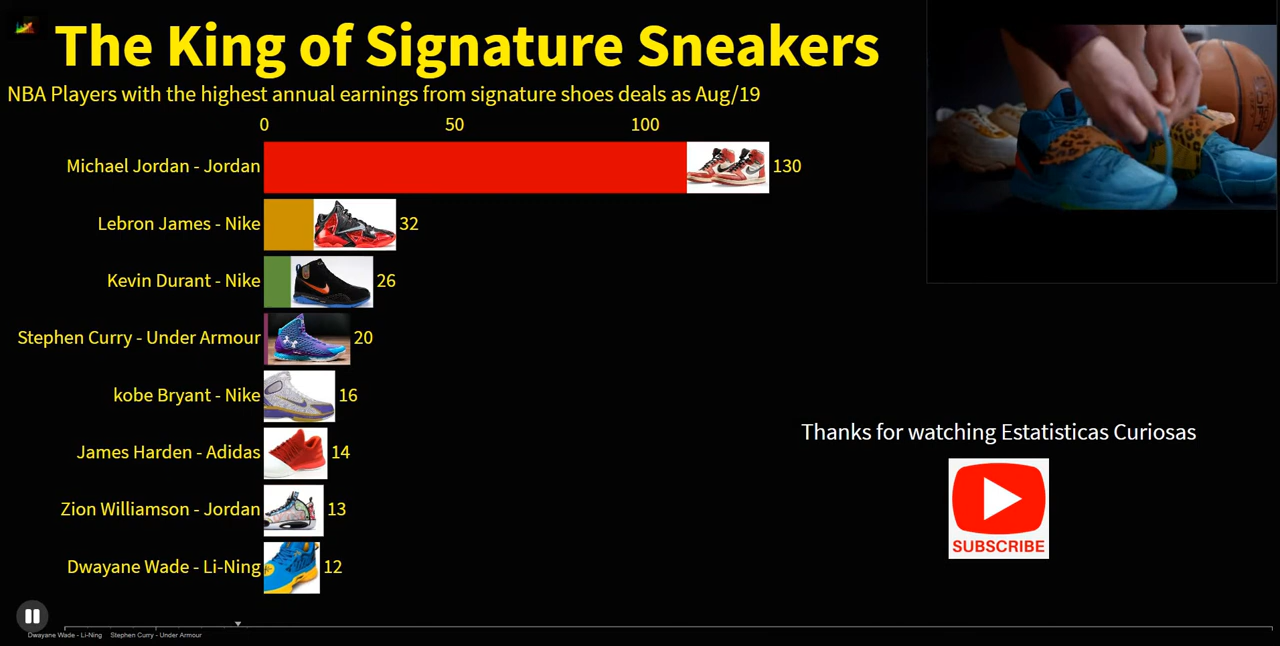 The King of Signature Sneakers
NBA Players with the highest annual earnings from signature shoes deals as Aug/19
0 50 100
Michael Jordan - Jordan 130
Lebron James - Nike 32
Kevin Durant - Nike 26
Stephen Curry - Under Armour 20
kobe Bryant - Nike 16
James Harden - Adidas 14
Zion Williamson - Jordan 13
Dwayane Wade - Li-Ning 12
Thanks for watching Estatisticas Curiosas
SUBSCRIBE
Dwayane Wade - Li-Ning Stephen Curry - Under Armour